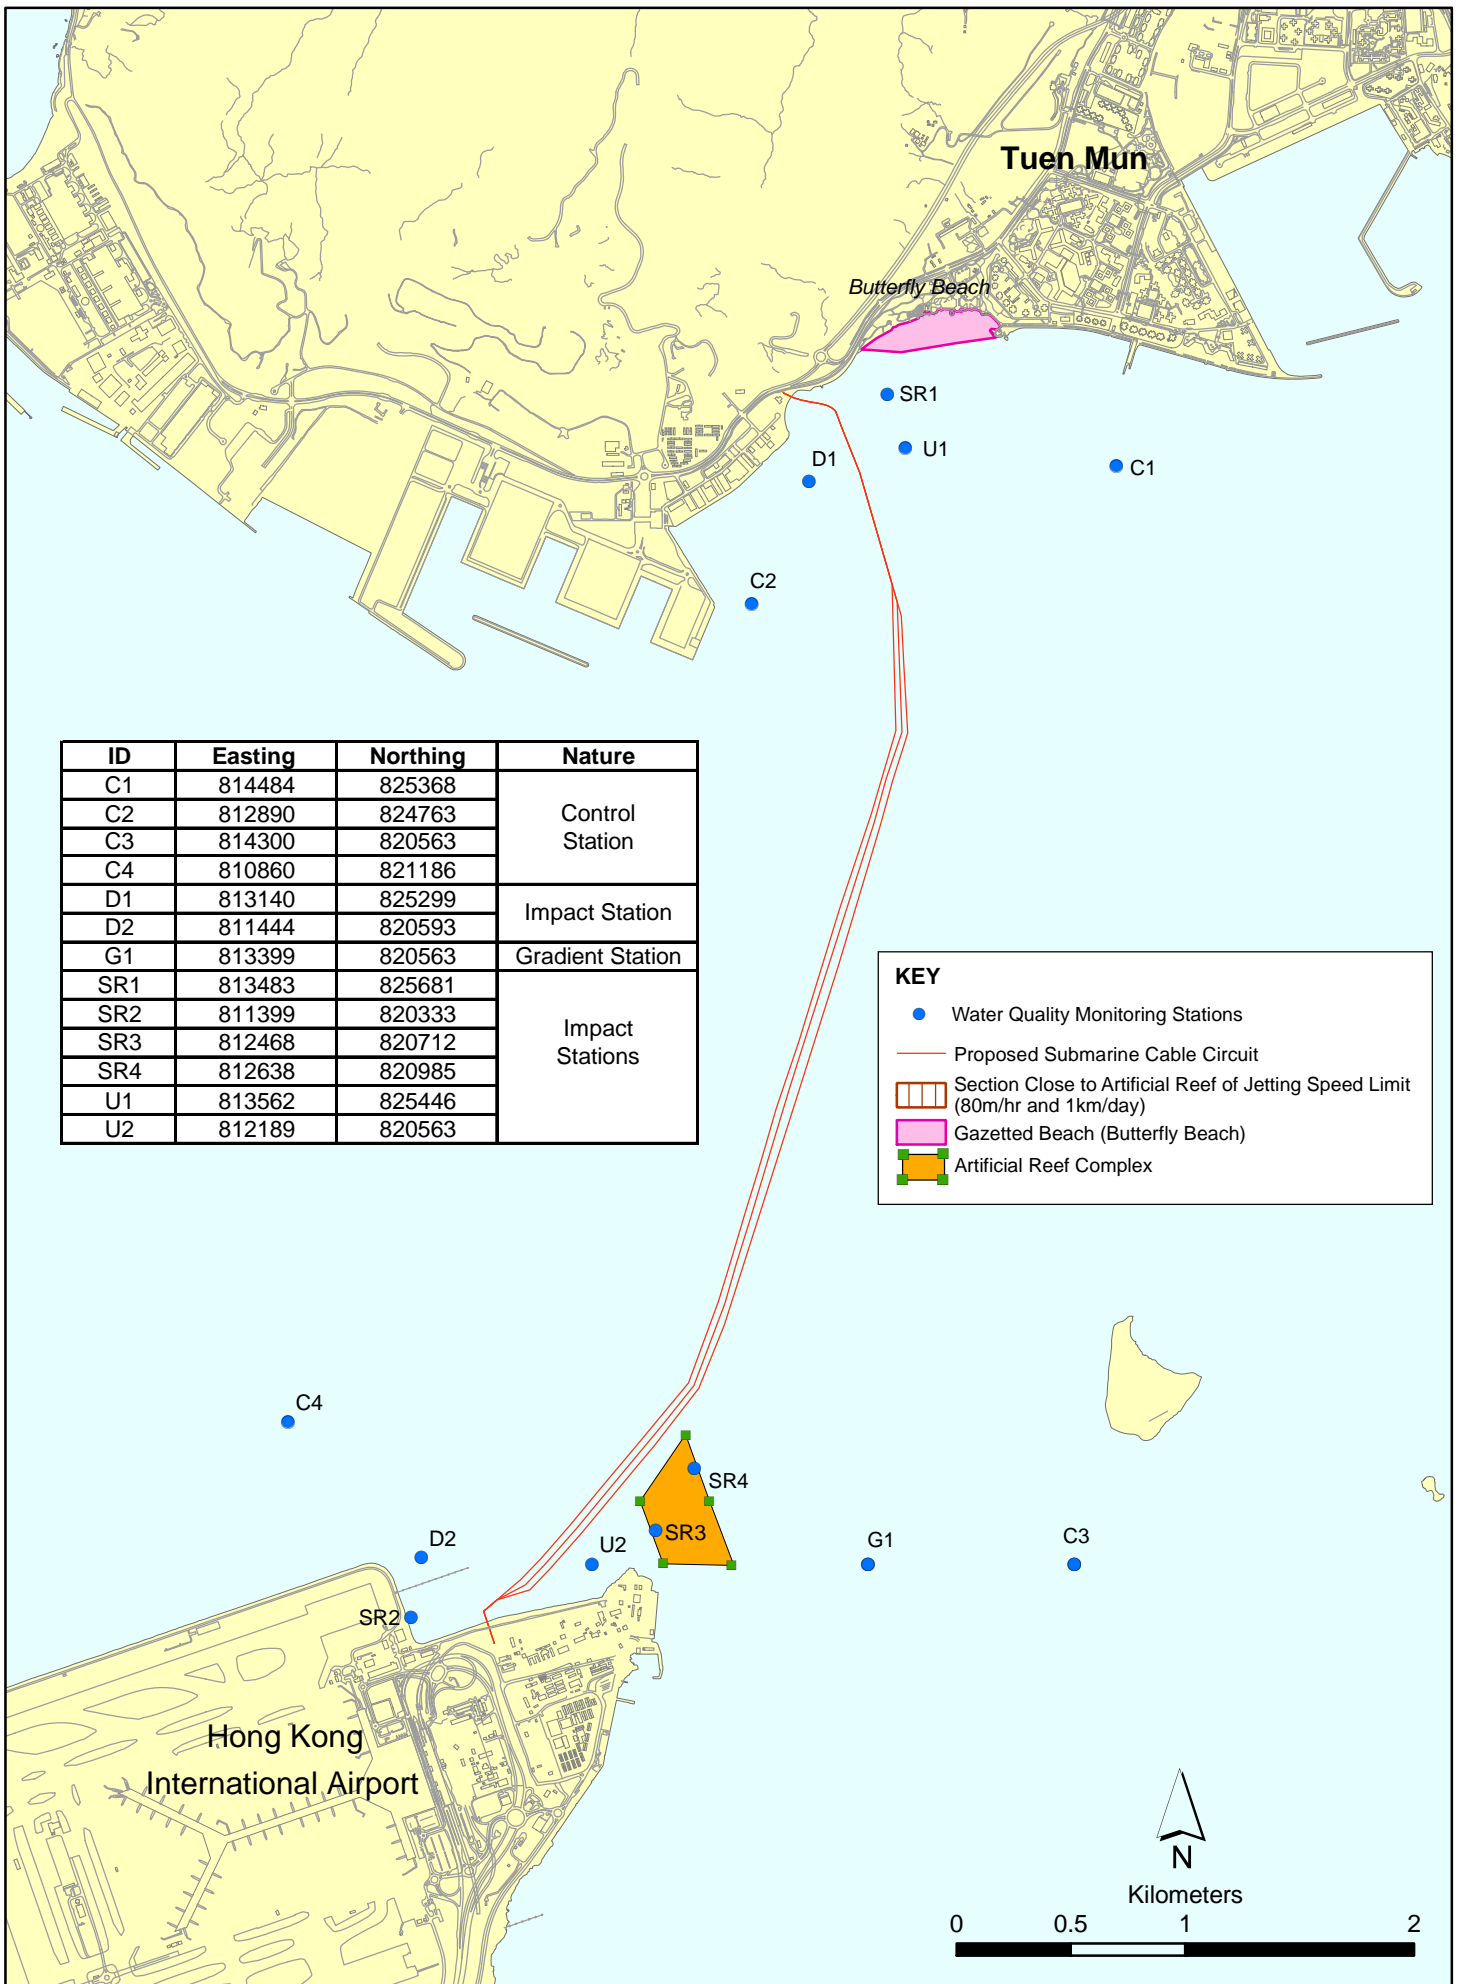 Tuen Mun
Butterfly Beach
SR1
U1
D1
C1
C2
ID Easting Northing Nature
C1 814484 825368
C2 812890 824763
C3 814300 820563
C4 810860 821186
Control
Station
D1 813140 825299
D2 811444 820593
Impact Station
G1 813399 820563 Gradient Station
SR1 813483 825681
SR2 811399 820333
SR3 812468 820712
SR4 812638 820985
U1 813562 825446
U2 812189 820563
Impact
Stations
KEY
Water Quality Monitoring Stations
Proposed Submarine Cable Circuit
Section Close to Artificial Reef of Jetting Speed Limit
(80m/hr and 1km/day)
Gazetted Beach (Butterfly Beach)
Artificial Reef Complex
C4
SR4
SR3
D2
U2
G1
C3
SR2
Hong Kong
International Airport
N
Kilometers
0 0.5 1 2